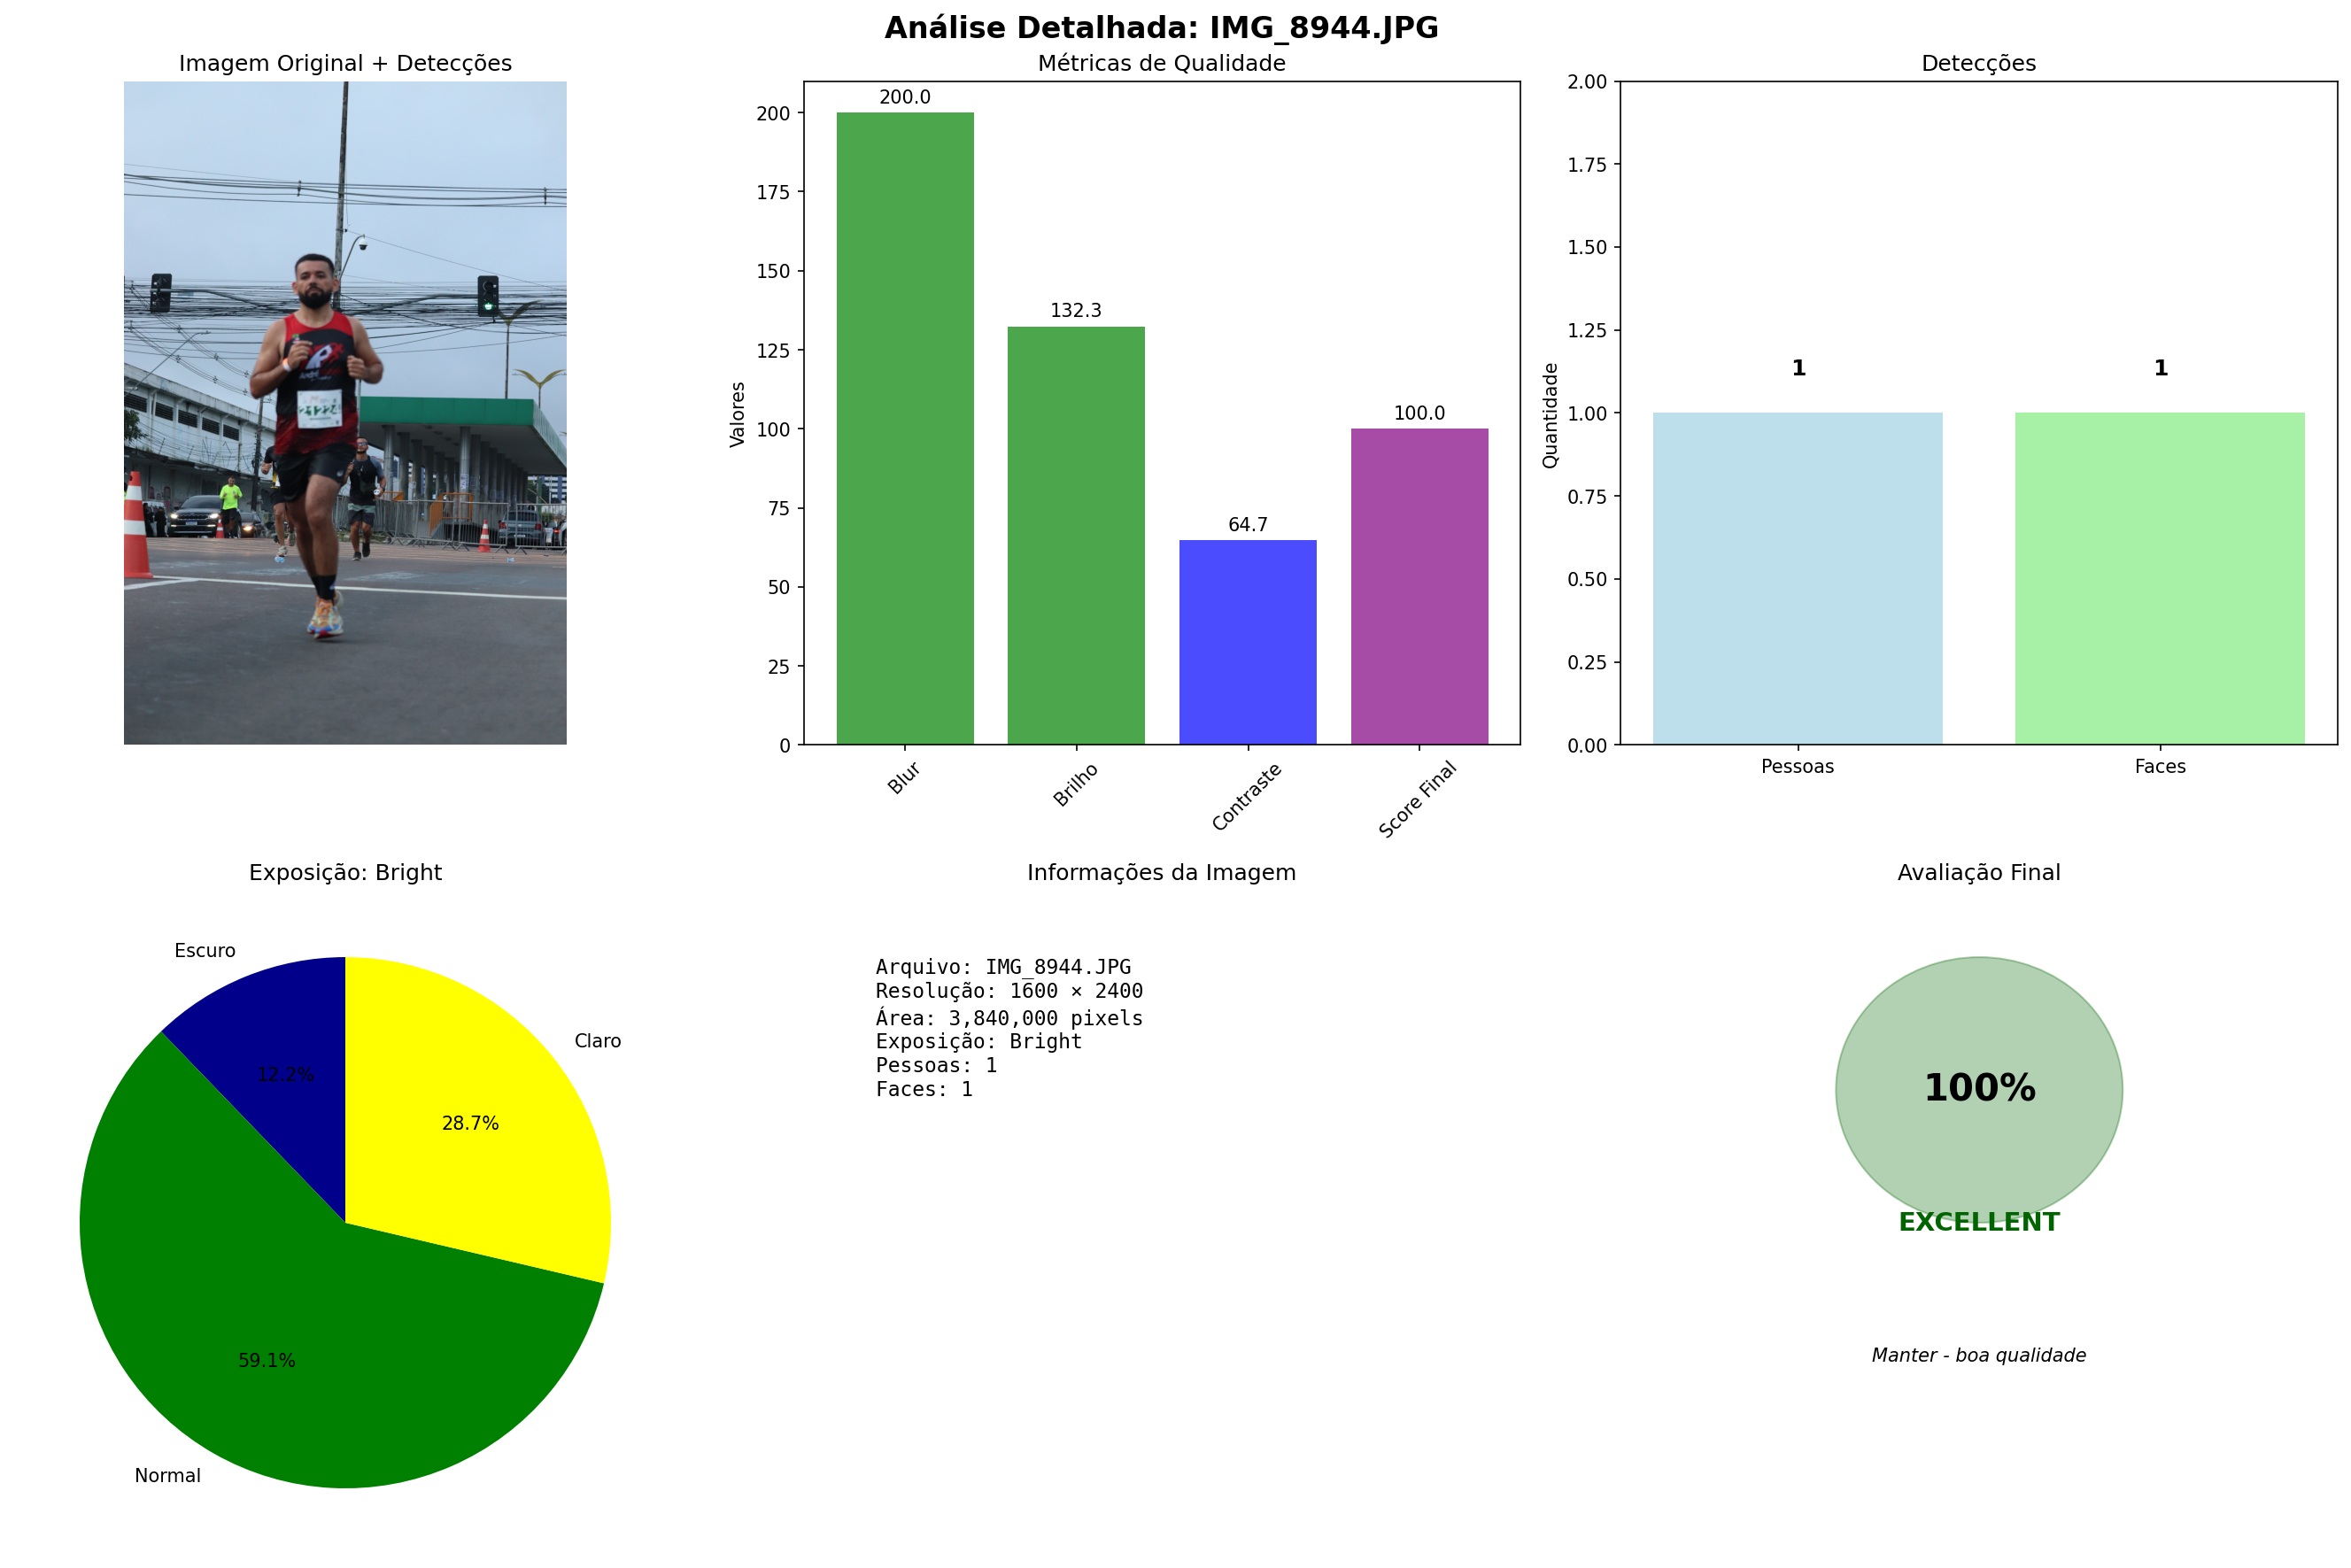 Análise Detalhada: IMG_8944.JPG
Imagem Original + Detecções
André
Métricas de Qualidade
Valores
200
175
150
125
100
75
50
25
0
200.0
132.3
64.7
100.0
Blur
Brilho
Contraste
Score Final
Detecções
Quantidade
2.00
1.75
1.50
1.25
1.00
0.75
0.50
0.25
0.00
1
1
Pessoas
Faces
Exposição: Bright
Escuro
12.2%
Claro
28.7%
59.1%
Normal
Informações da Imagem
Arquivo: IMG_8944.JPG
Resolução: 1600 × 2400
Área: 3,840,000 pixels
Exposição: Bright
Pessoas: 1
Faces: 1
Avaliação Final
100%
EXCELLENT
Manter - boa qualidade